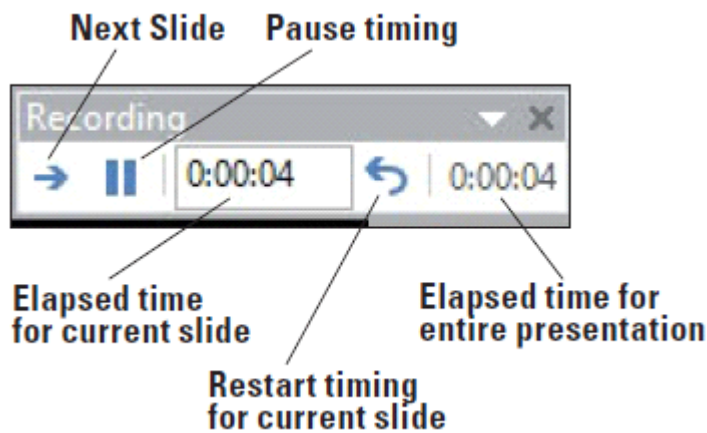 Next Slide Pause timing
Recording
0:00:04 0:00:04
Elapsed time
for current slide
Elapsed time for
entire presentation
Restart timing
for current slide